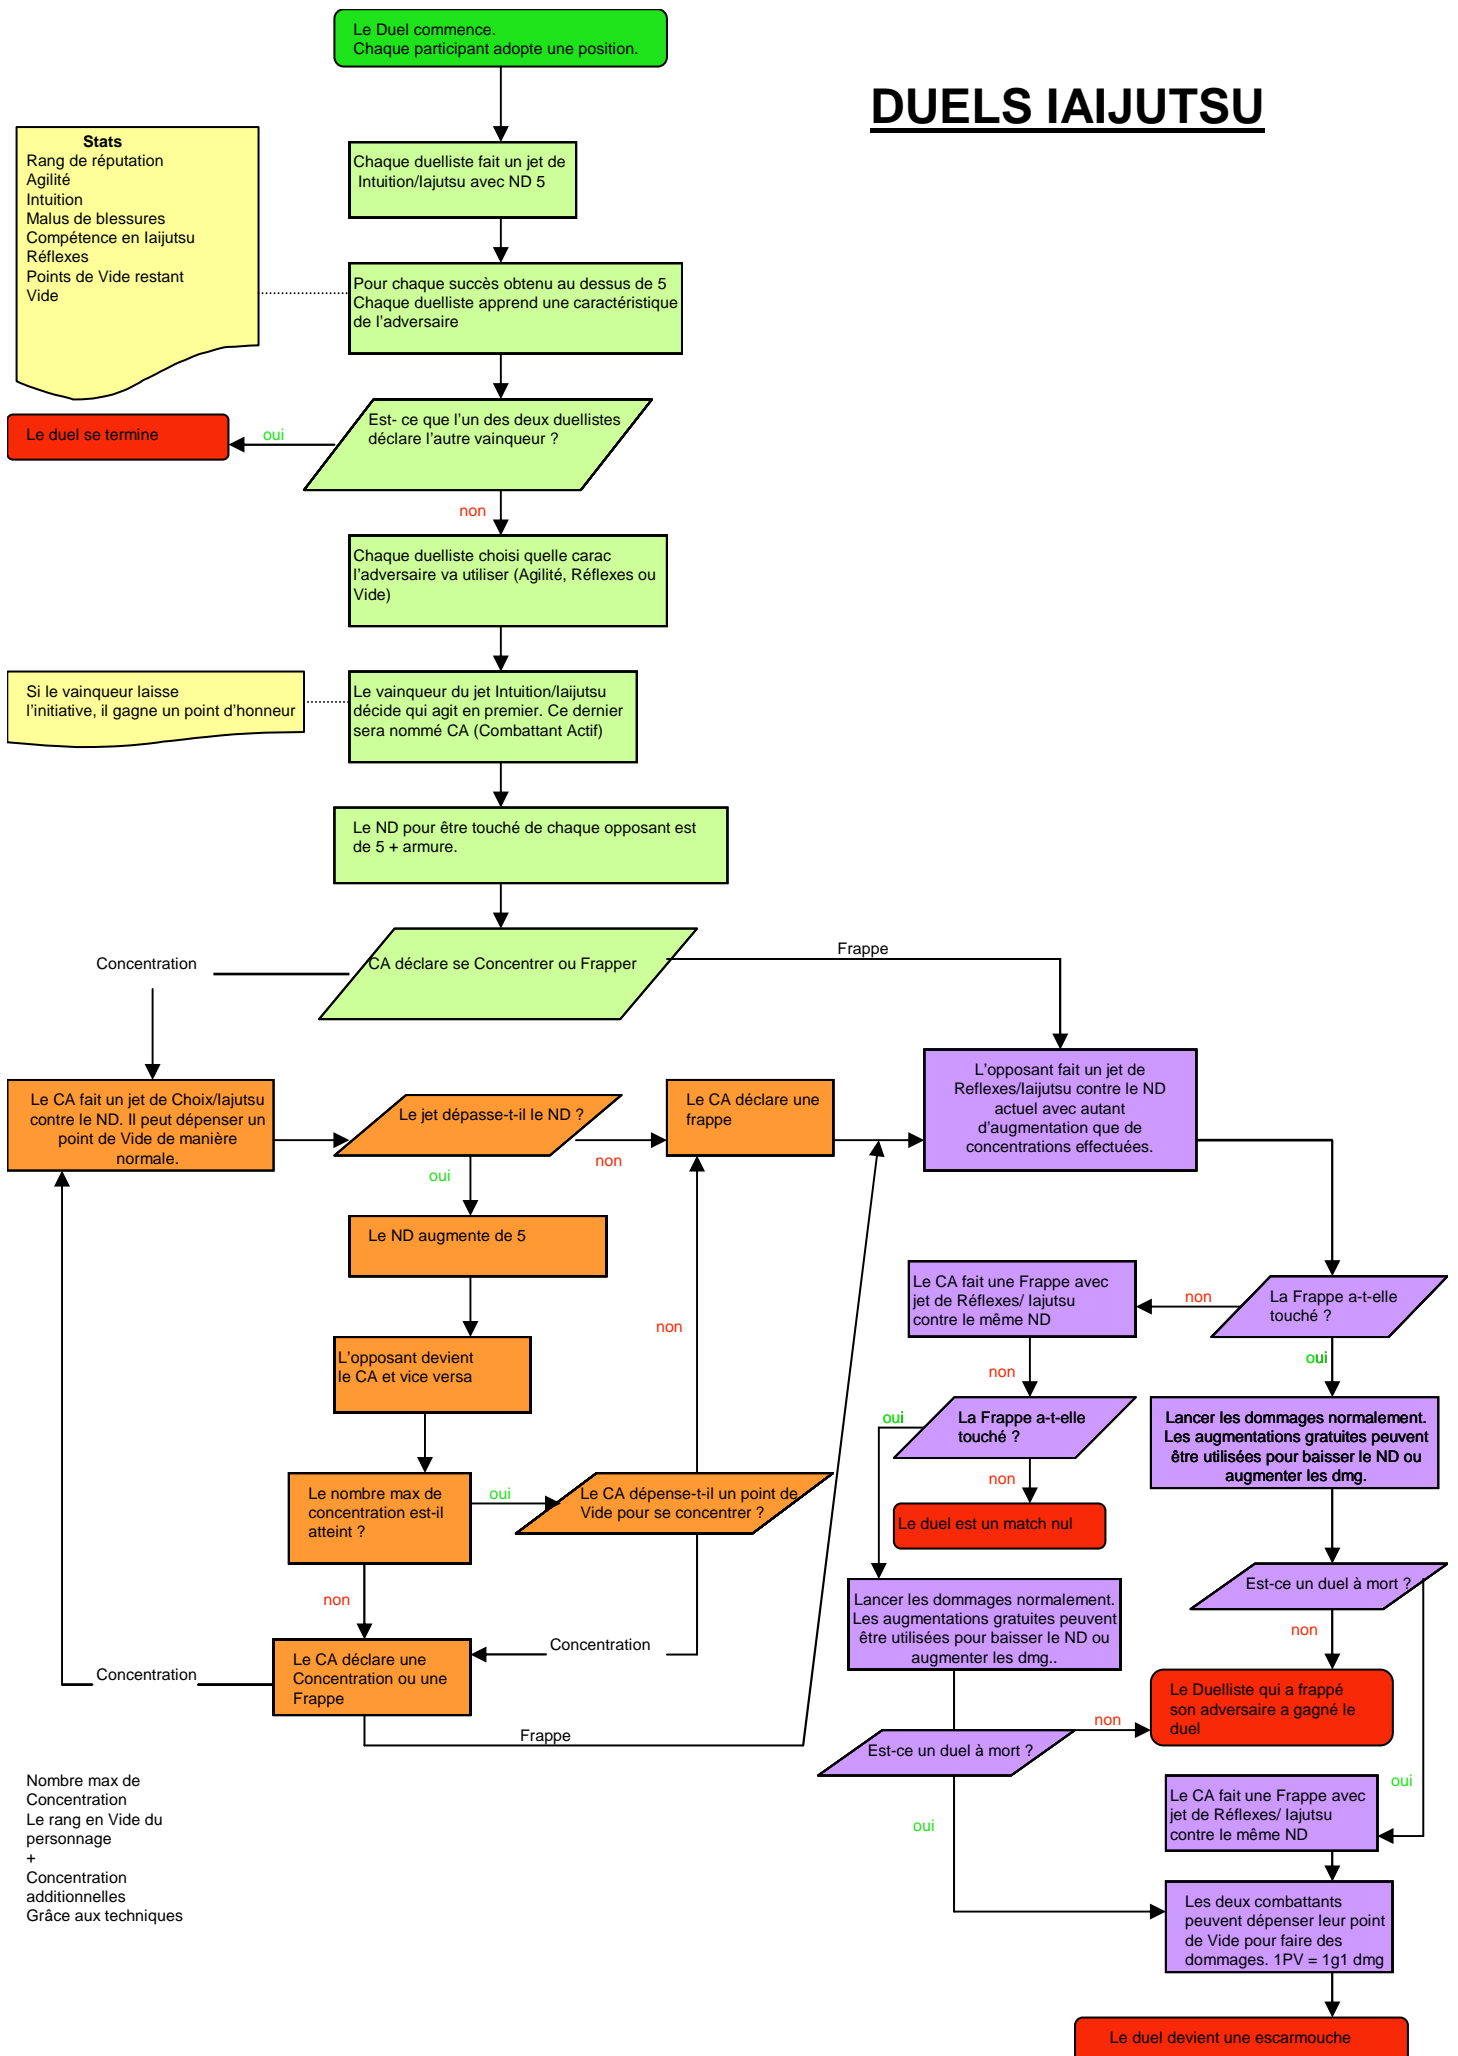 Le Duel commence.
Chaque participant adopte une position.
DUELS IAIJUTSU
Stats
Rang de réputation
Agilité
Intuition
Malus de blessures
Compétence en Iaijutsu
Réflexes
Points de Vide restant
Vide
Chaque duelliste fait un jet de
Intuition/Iajutsu avec ND 5
Pour chaque succès obtenu au dessus de 5
Chaque duelliste apprend une caractéristique
de l'adversaire
Est- ce que l'un des deux duellistes
déclare l'autre vainqueur ?
oui
Le duel se termine
non
Chaque duelliste choisi quelle carac
l'adversaire va utiliser (Agilité, Réflexes ou
Vide)
Si le vainqueur laisse
l'initiative, il gagne un point d'honneur
Le vainqueur du jet Intuition/Iaijutsu
décide qui agit en premier. Ce dernier
sera nommé CA (Combattant Actif)
Le ND pour être touché de chaque opposant est
de 5 + armure.
CA déclare se Concentrer ou Frapper
Concentration
Frappe
Le CA fait un jet de Choix/Iajutsu
contre le ND. Il peut dépenser un
point de Vide de manière
normale.
Le jet dépasse-t-il le ND ?
oui
non
Le CA déclare une
frappe
L'opposant fait un jet de
Reflexes/Iaijutsu contre le ND
actuel avec autant
d'augmentation que de
concentrations effectuées.
Le ND augmente de 5
L'opposant devient
le CA et vice versa
Le nombre max de
concentration est-il
atteint ?
oui
Le CA dépense-t-il un point de
Vide pour se concentrer ?
non
non
Concentration
Le CA déclare une
Concentration ou une
Frappe
Concentration
Frappe
La Frappe a-t-elle
touché ?
non
oui
Le CA fait une Frappe avec
jet de Réflexes/ Iajutsu
contre le même ND
non
La Frappe a-t-elle
touché ?
oui
non
Le duel est un match nul
Lancer les dommages normalement.
Les augmentations gratuites peuvent
être utilisées pour baisser le ND ou
augmenter les dmg.
Est-ce un duel à mort ?
non
oui
Lancer les dommages normalement.
Les augmentations gratuites peuvent
être utilisées pour baisser le ND ou
augmenter les dmg..
Est-ce un duel à mort ?
non
oui
Le Duelliste qui a frappé
son adversaire a gagné le
duel
Le CA fait une Frappe avec
jet de Réflexes/ Iajutsu
contre le même ND
Les deux combattants
peuvent dépenser leur point
de Vide pour faire des
dommages. 1PV = 1g1 dmg
Le duel devient une escarmouche
Nombre max de
Concentration
Le rang en Vide du
personnage
+
Concentration
additionnelles
Grâce aux techniques